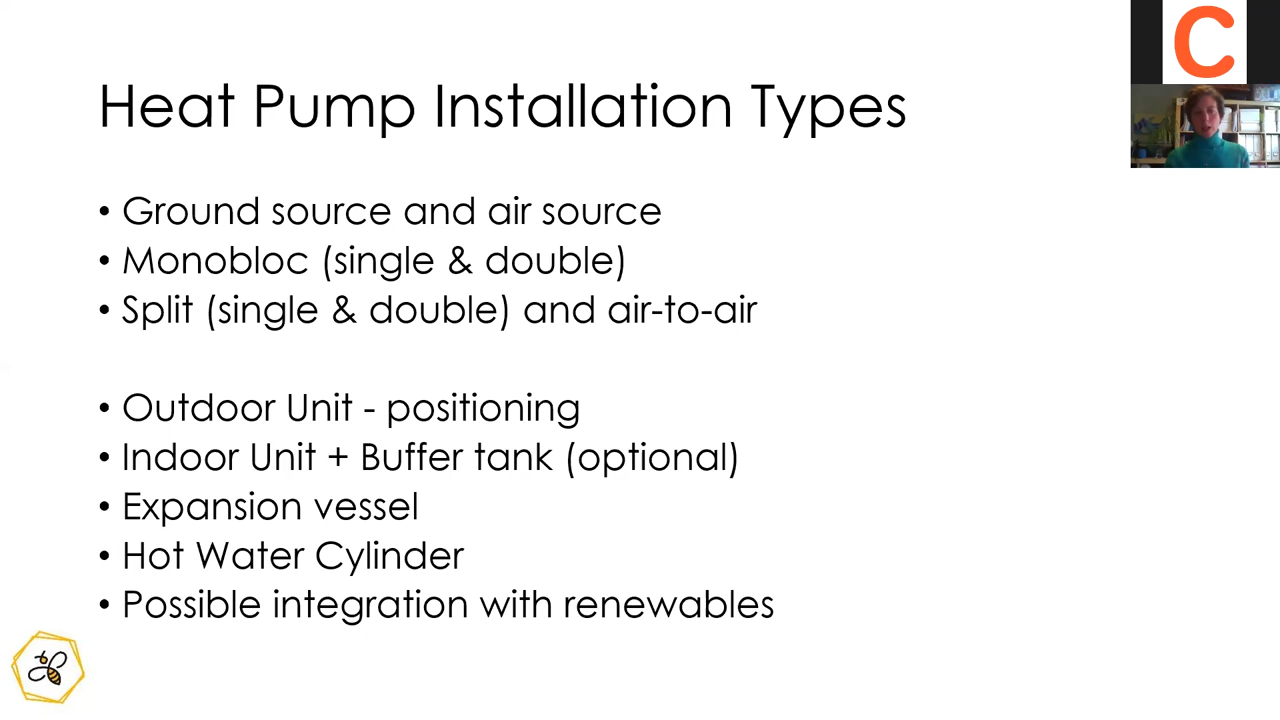 Heat Pump Installation Types
C
• Ground source and air source
• Monobloc (single & double)
• Split (single & double) and air-to-air
• Outdoor Unit - positioning
• Indoor Unit + Buffer tank (optional)
• Expansion vessel
• Hot Water Cylinder
• Possible integration with renewables